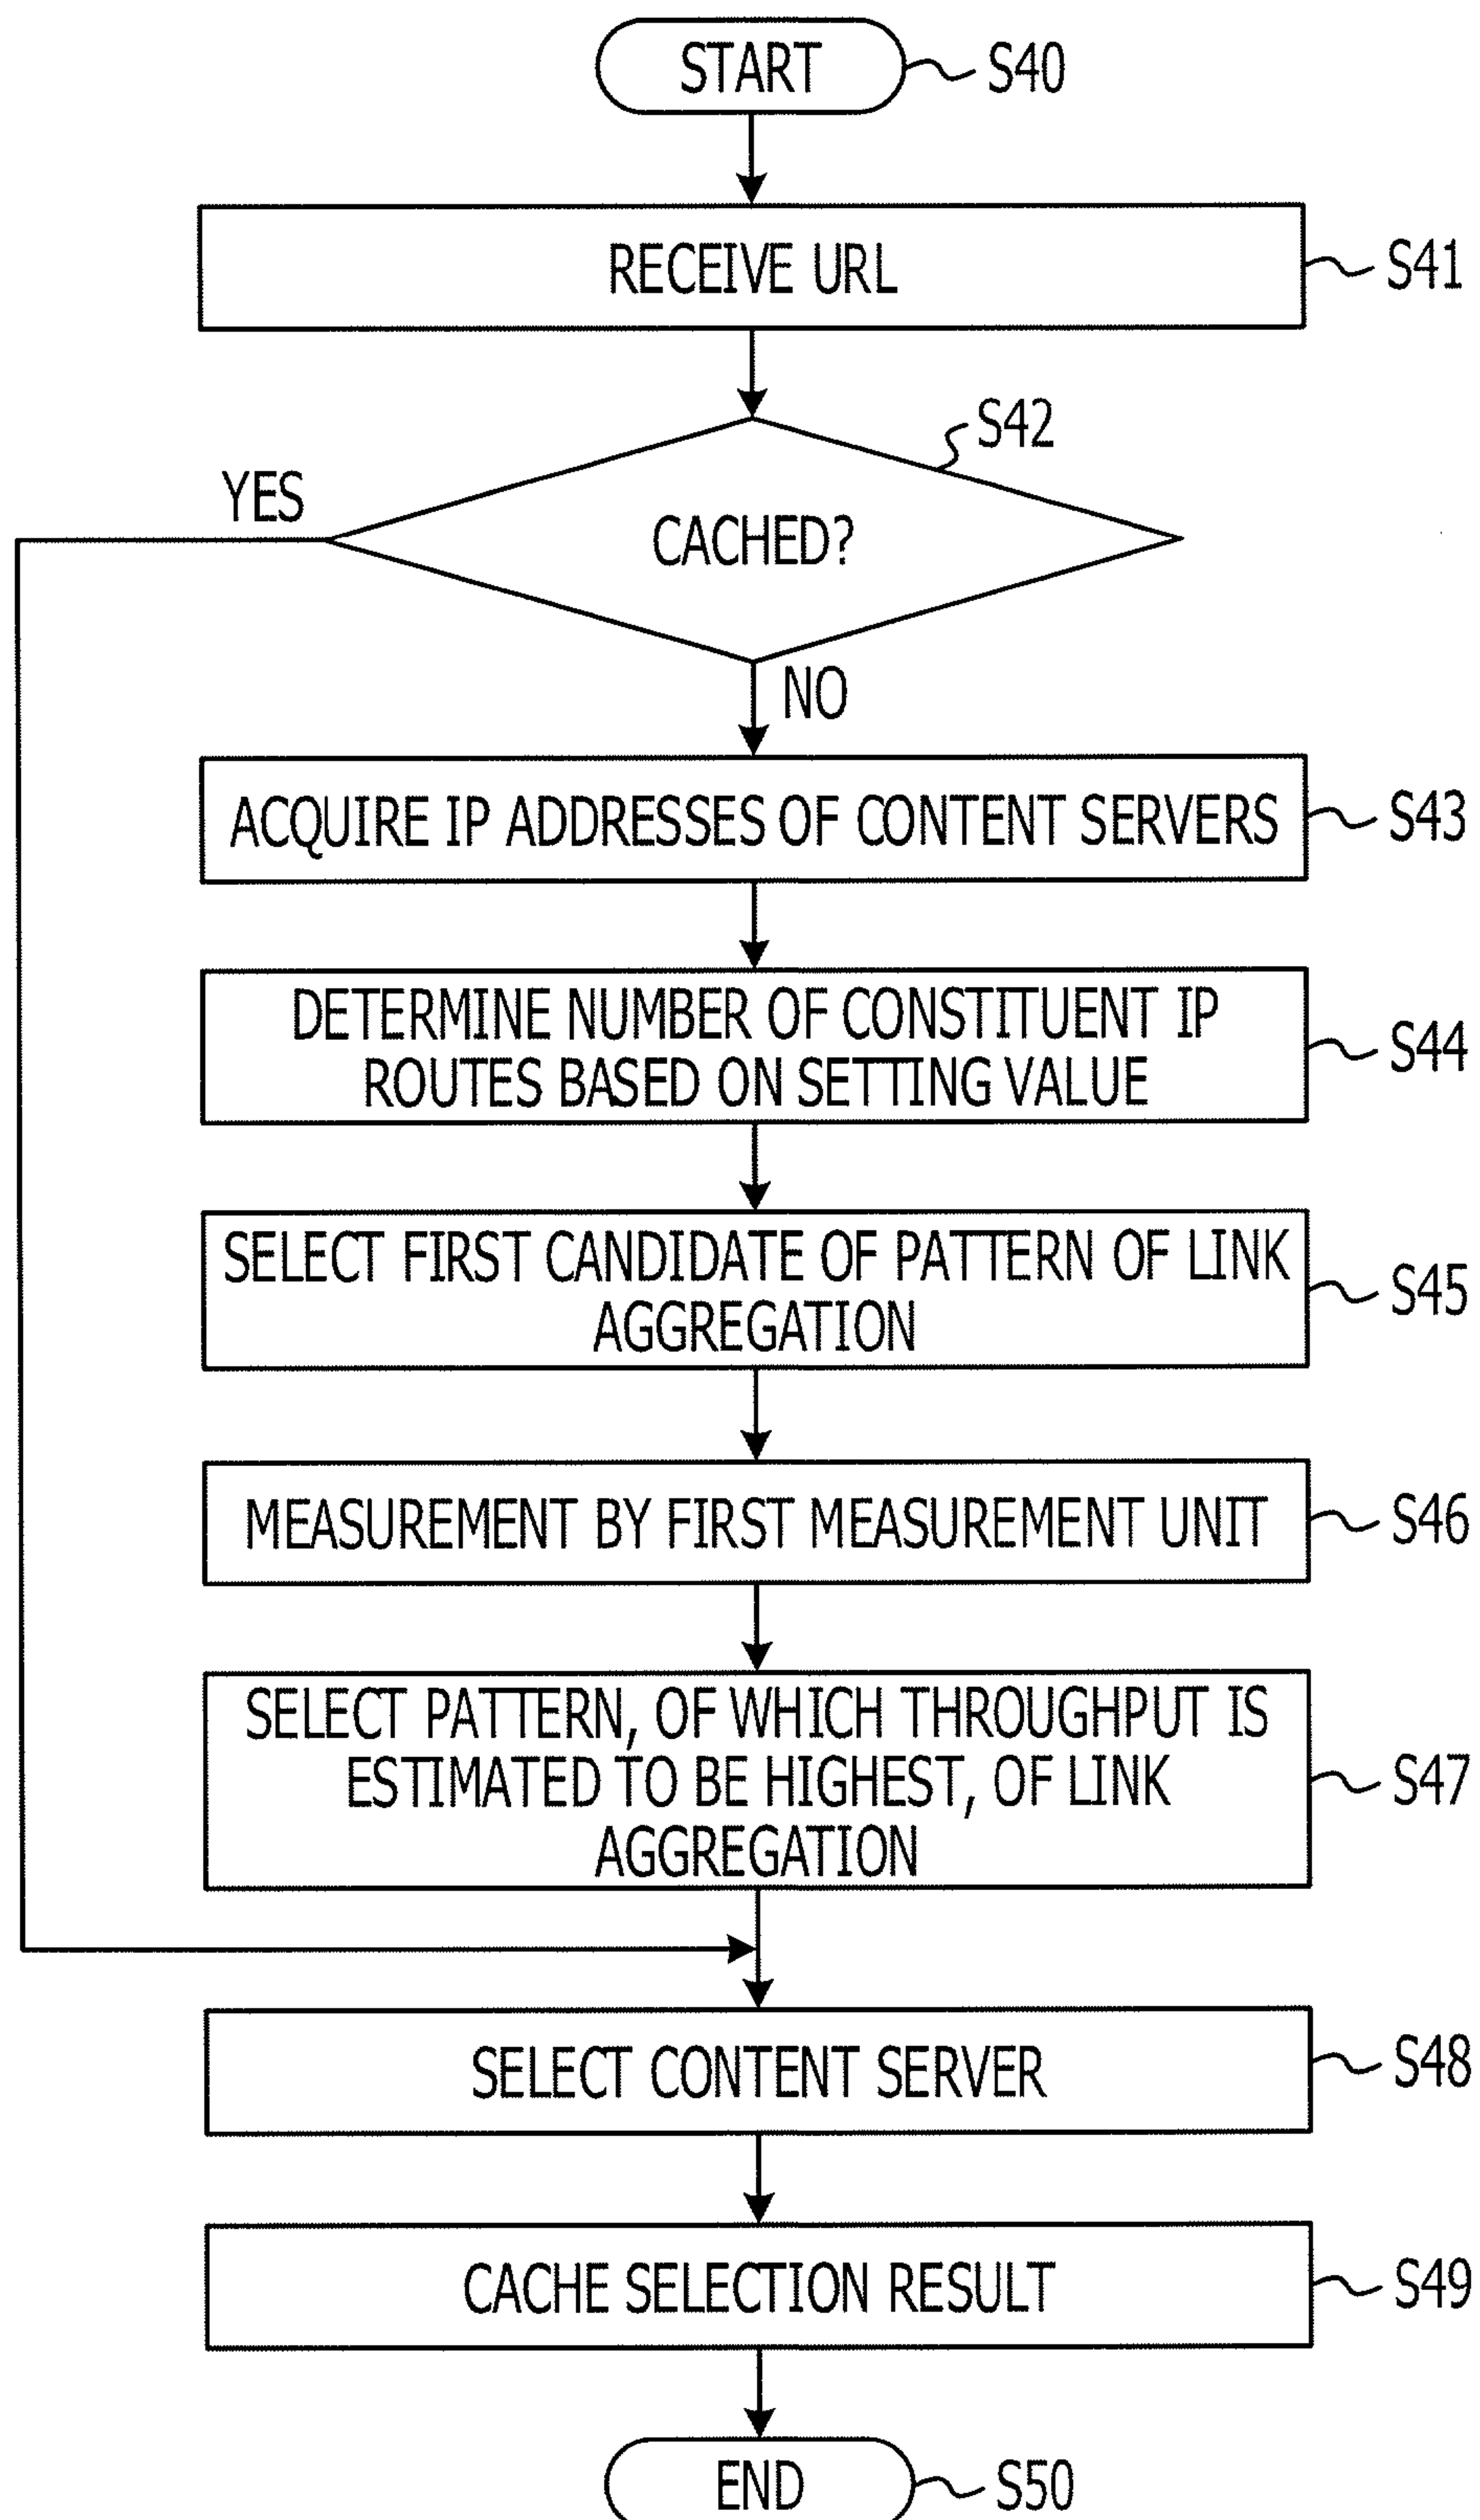 START
S40
RECEIVE URL
S41
S42
YES
CACHED?
NO
ACQUIRE IP ADDRESSES OF CONTENT SERVERS
S43
DETERMINE NUMBER OF CONSTITUENT IP
ROUTES BASED ON SETTING VALUE
S44
SELECT FIRST CANDIDATE OF PATTERN OF LINK
AGGREGATION
S45
MEASUREMENT BY FIRST MEASUREMENT UNIT
S46
SELECT PATTERN, OF WHICH THROUGHPUT IS
ESTIMATED TO BE HIGHEST, OF LINK
AGGREGATION
S47
SELECT CONTENT SERVER
S48
CACHE SELECTION RESULT
S49
END
S50